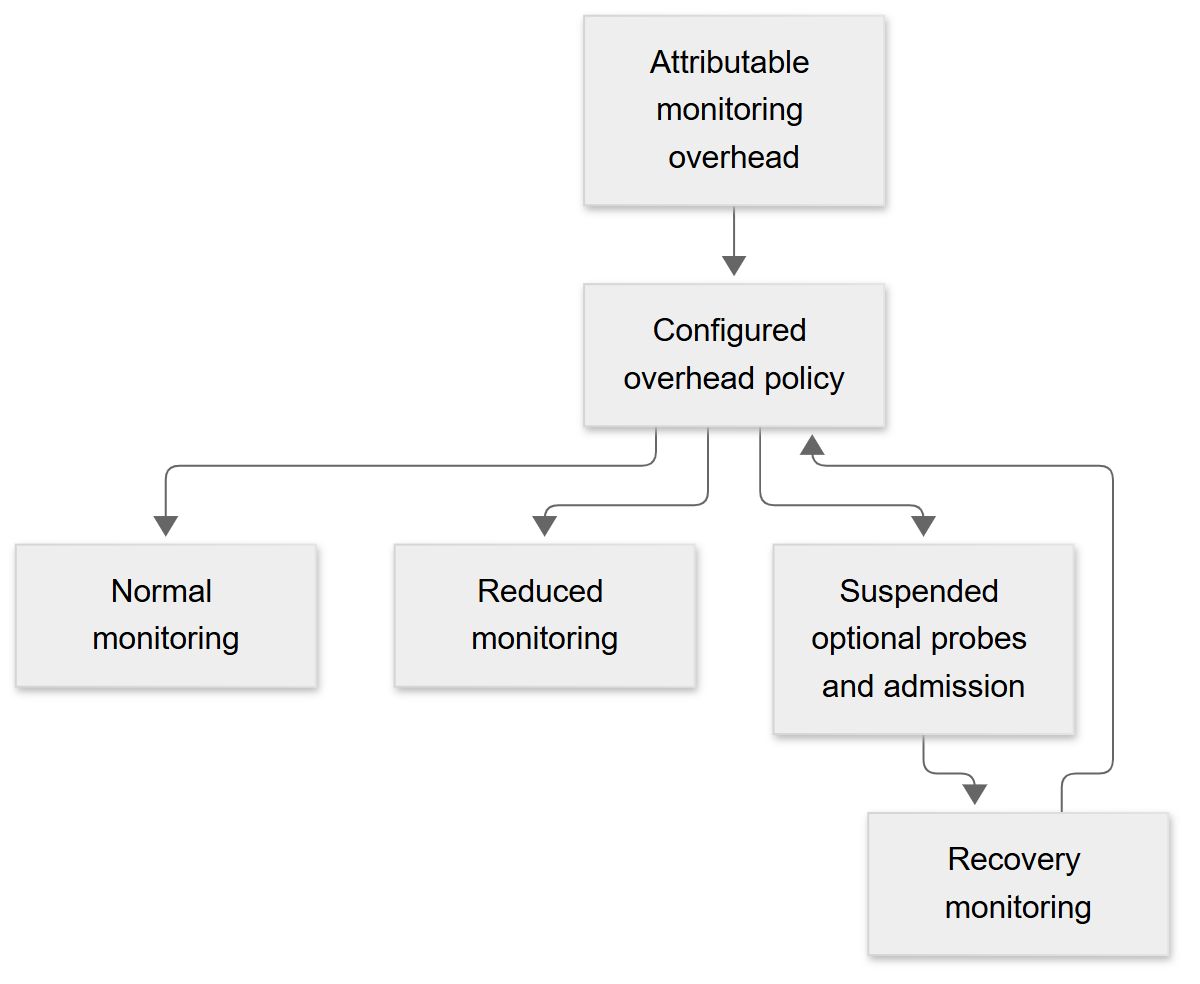 Attributable
monitoring
overhead
Configured
overhead policy
Normal
monitoring
Reduced
monitoring
Suspended
optional probes
and admission
Recovery
monitoring